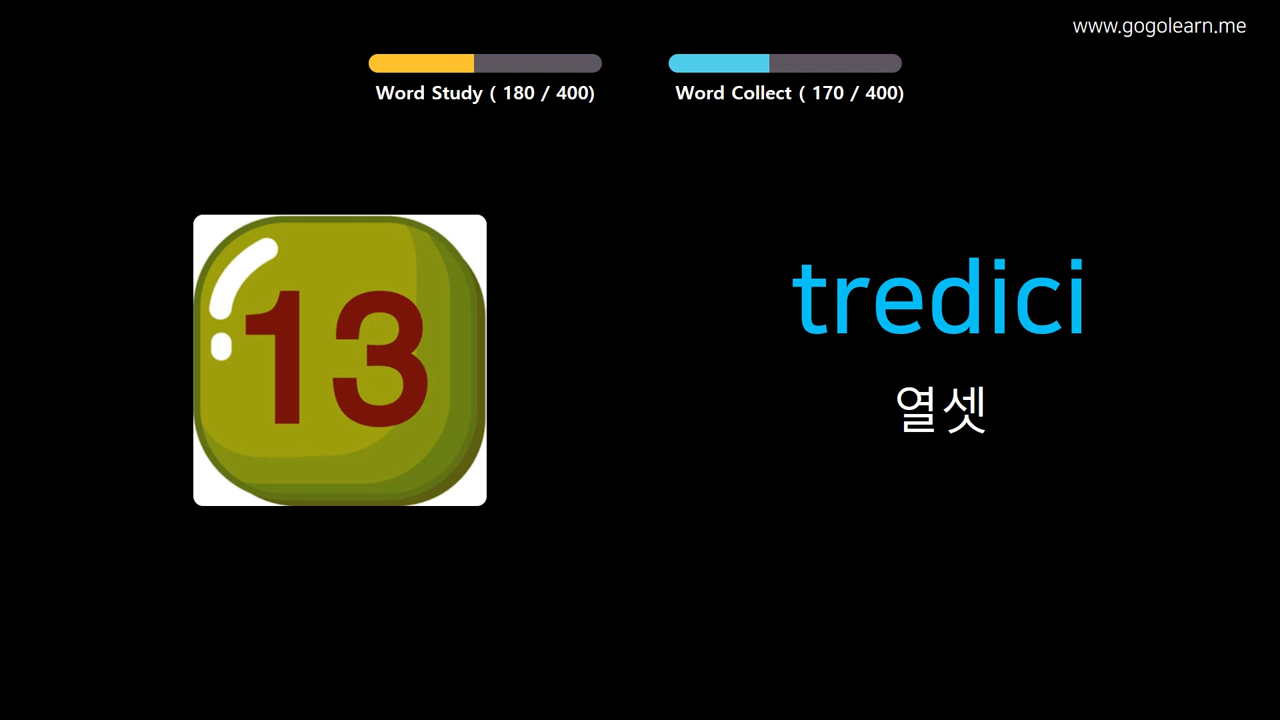 www.gogolearn.me
Word Study ( 180 / 400)
Word Collect ( 170 / 400)
13
tredici
열셋